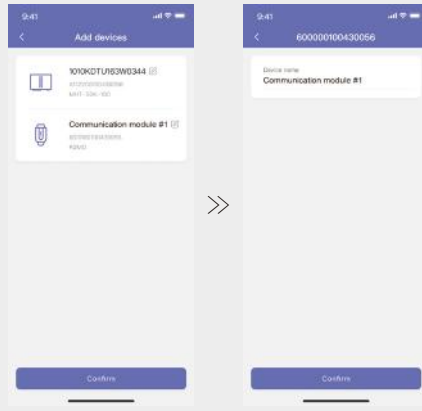 9:41
Add devices
1010KDTU163W0344
Communication module #1
Confirm
9:41
600000100430056
Device name
Communication module #1
Confirm